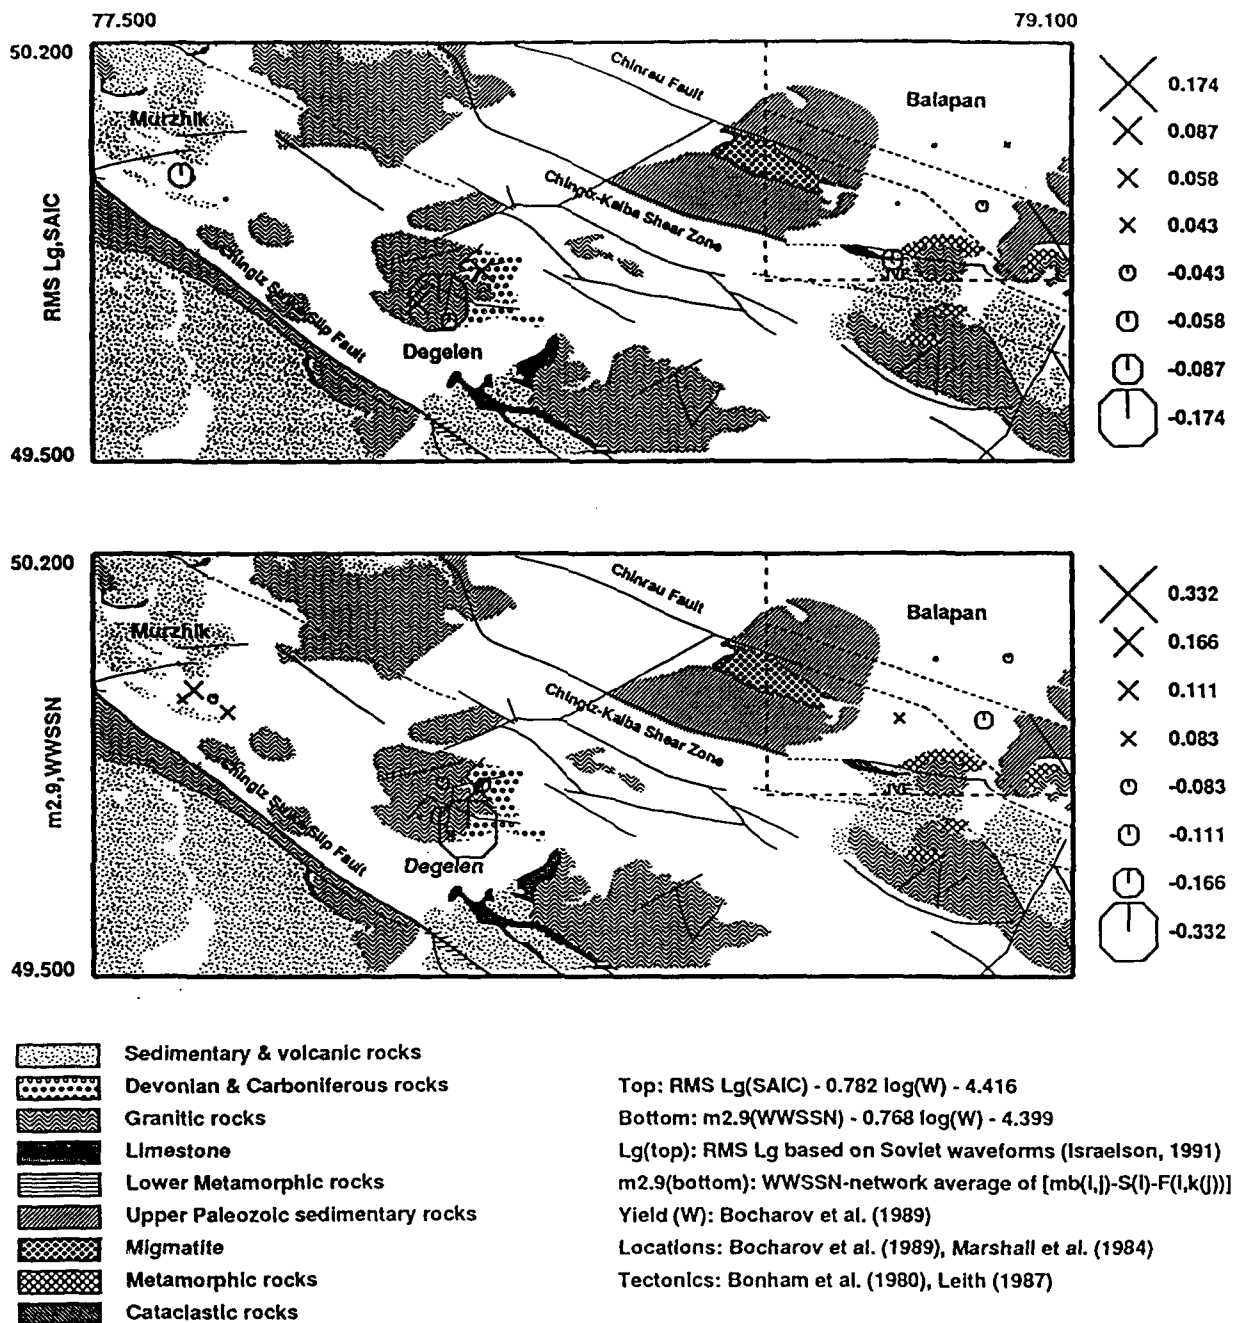 77.500
79.100
50.200
Chinrau Fault
Balapan
Murzhik
Chingiz-Kalba Shear Zone
RMS Lg,SAIC
Chingiz Strike Slip Fault
JVE
Degelen
49.500
0.174
0.087
0.058
0.043
-0.043
-0.058
-0.087
-0.174
50.200
Chinrau Fault
Balapan
Murzhik
Chingiz-Kalba Shear Zone
m2.9,WWSSN
Chingiz Strike Slip Fault
JVE
Degelen
49.500
0.332
0.166
0.111
0.083
-0.083
-0.111
-0.166
-0.332
Sedimentary & volcanic rocks
Devonian & Carboniferous rocks
Granitic rocks
Limestone
Lower Metamorphic rocks
Upper Paleozoic sedimentary rocks
Migmatite
Metamorphic rocks
Cataclastic rocks
Top: RMS Lg(SAIC) - 0.782 log(W) - 4.416
Bottom: m2.9(WWSSN) - 0.768 log(W) - 4.399
Lg(top): RMS Lg based on Soviet waveforms (Israelson, 1991)
m2.9(bottom): WWSSN-network average of [mb(i,j)-S(i)-F(i,k(j))]
Yield (W): Bocharov et al. (1989)
Locations: Bocharov et al. (1989), Marshall et al. (1984)
Tectonics: Bonham et al. (1980), Leith (1987)